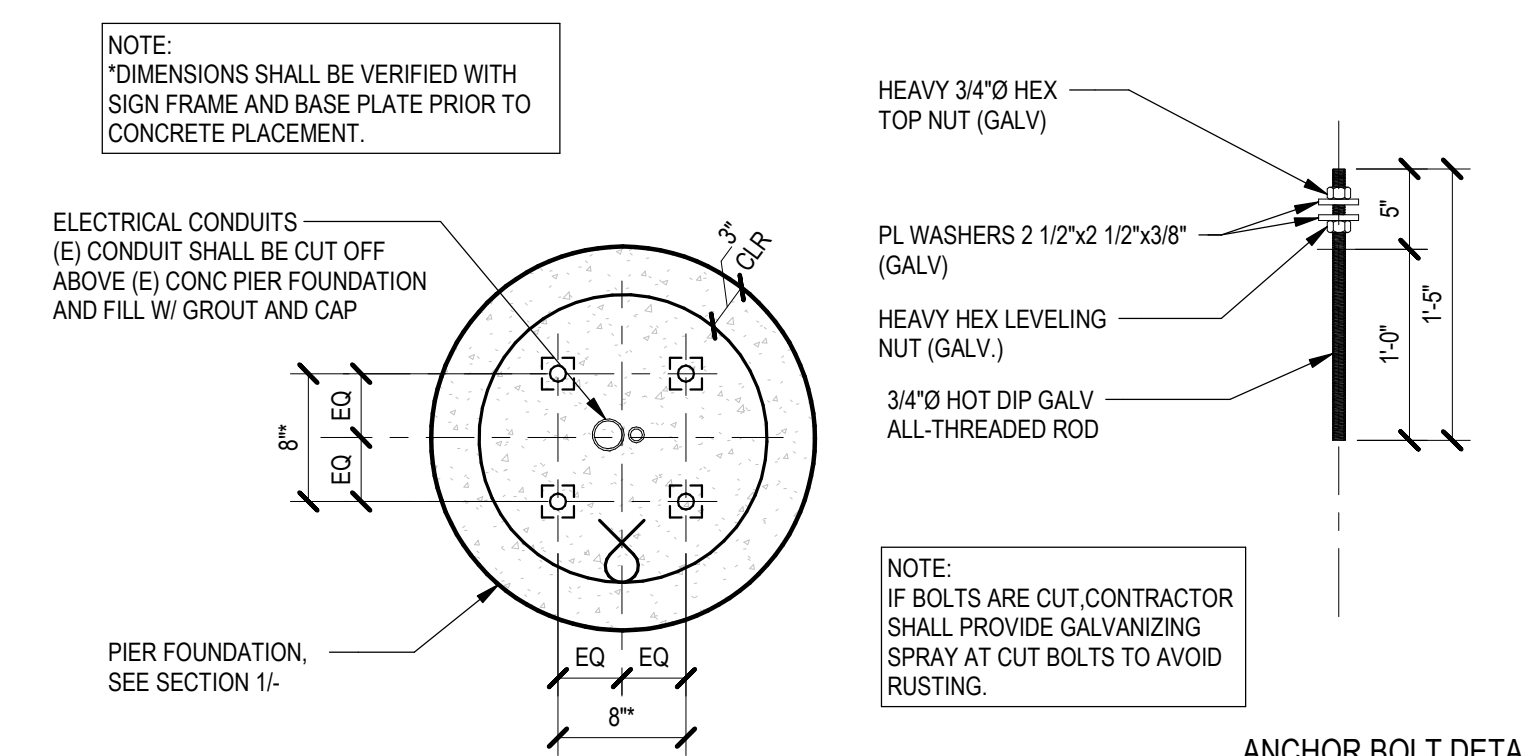 NOTE:
*DIMENSIONS SHALL BE VERIFIED WITH
SIGN FRAME AND BASE PLATE PRIOR TO
CONCRETE PLACEMENT.
ELECTRICAL CONDUITS
(E) CONDUIT SHALL BE CUT OFF
ABOVE (E) CONC PIER FOUNDATION
AND FILL W/ GROUT AND CAP
3"
CLR
EQ
EQ
8"*
PIER FOUNDATION,
SEE SECTION 1/-
EQ
EQ
8"*
HEAVY 3/4"Ø HEX
TOP NUT (GALV)
PL WASHERS 2 1/2"x2 1/2"x3/8"
(GALV)
HEAVY HEX LEVELING
NUT (GALV.)
3/4"Ø HOT DIP GALV
ALL-THREADED ROD
5"
1'-0"
1'-5"
NOTE:
IF BOLTS ARE CUT,CONTRACTOR
SHALL PROVIDE GALVANIZING
SPRAY AT CUT BOLTS TO AVOID
RUSTING.
ANCHOR BOLT DETA